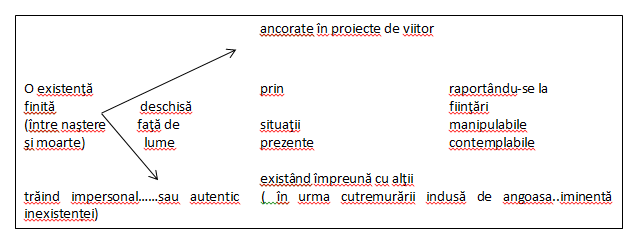 ancorate în proiecte de viitor
O existență prin raportându-se la
finită deschisă ființări
(între naștere față de situații manipulabile
și moarte) lume prezente contemplabile
existând împreună cu alții
trăind impersonal……sau autentic ( în urma cutremurării indusă de angoasa..iminentă
inexistenței)